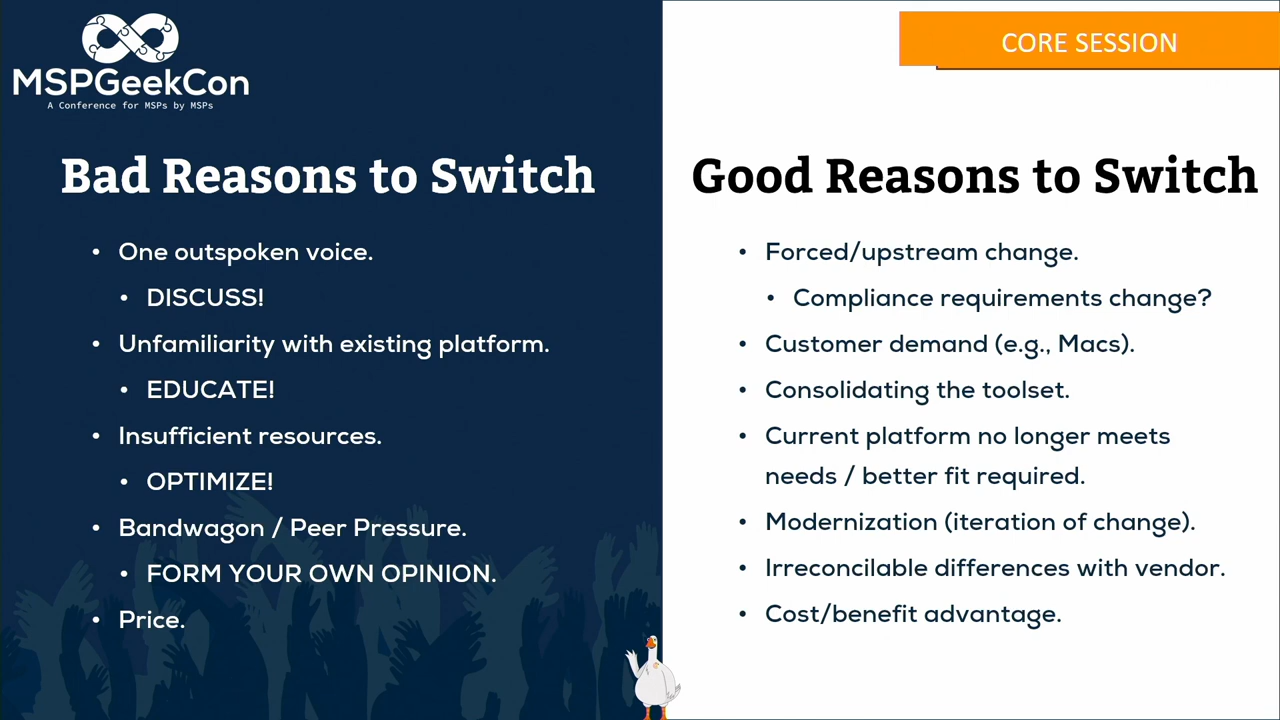 MSPGeekCon
A Conference for MSPs by MSPs
CORE SESSION
Bad Reasons to Switch
• One outspoken voice.
• DISCUSS!
• Unfamiliarity with existing platform.
• EDUCATE!
• Insufficient resources.
• OPTIMIZE!
• Bandwagon / Peer Pressure.
• FORM YOUR OWN OPINION.
• Price.
Good Reasons to Switch
• Forced/upstream change.
• Compliance requirements change?
• Customer demand (e.g., Macs).
• Consolidating the toolset.
• Current platform no longer meets
needs / better fit required.
• Modernization (iteration of change).
• Irreconcilable differences with vendor.
• Cost/benefit advantage.